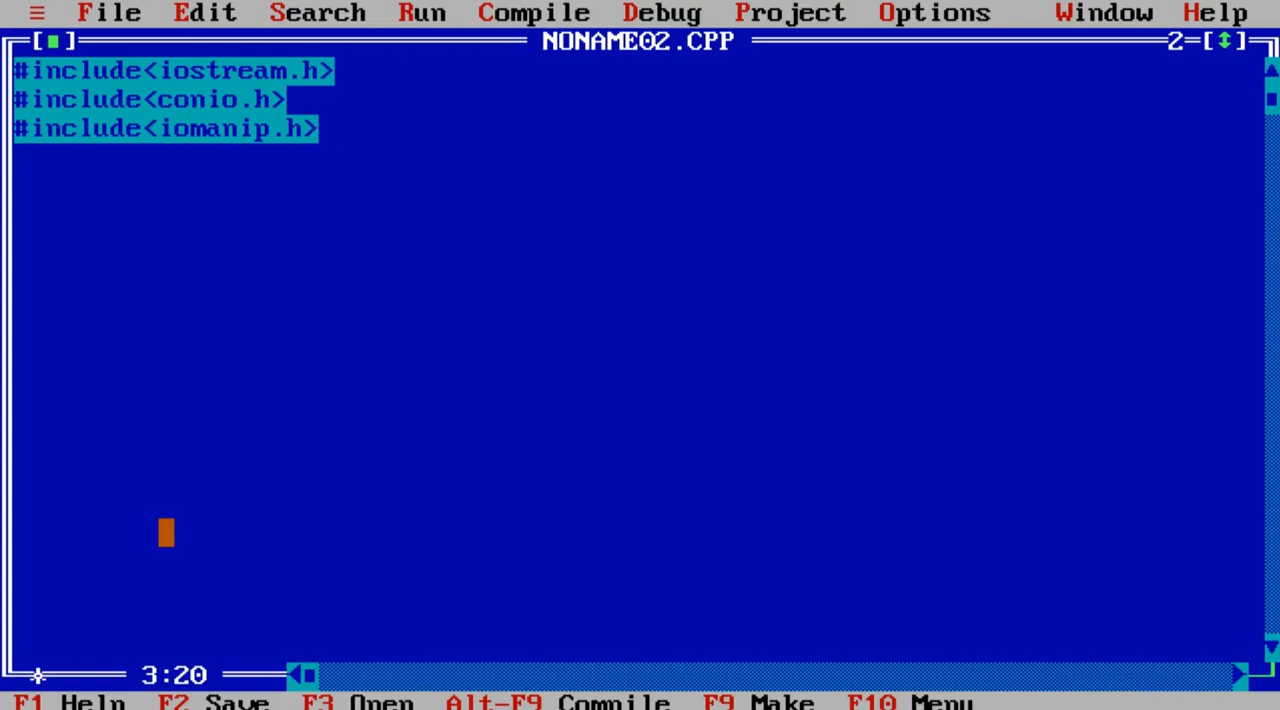 ≡ File Edit Search Run Compile Debug Project Options Window Help
[■] NONAME02.CPP 2=[↕]
#include<iostream.h>
#include<conio.h>
#include<iomanip.h>
* 3:20
F1 Help F2 Save F3 Open Alt-F9 Compile F9 Make F10 Menu